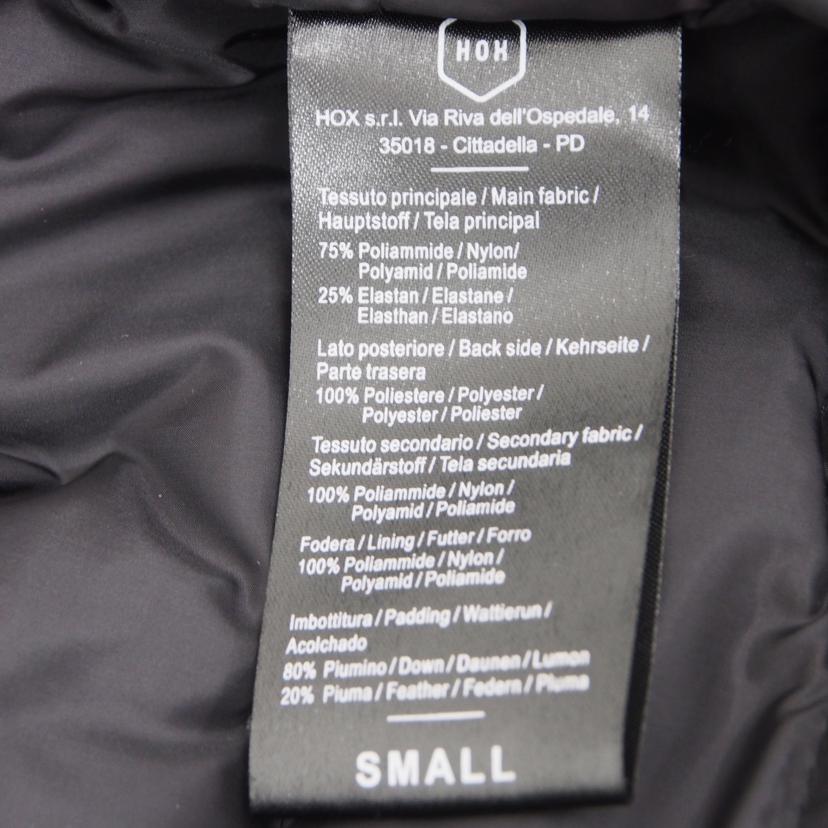 HOX
HOX s.r.l. Via Riva dell'Ospedale, 14
35018 - Cittadella - PD
Tessuto principale / Main fabric /
Hauptstoff / Tela principal
75% Poliammide / Nylon/
Polyamid / Poliamide
25% Elastan / Elastane /
Elasthan / Elastano
Lato posteriore / Back side / Kehrseite /
Parte trasera
100% Poliestere / Polyester /
Polyester / Poliester
Tessuto secondario / Secondary fabric /
Sekundärstoff / Tela secundaria
100% Poliammide / Nylon /
Polyamid / Poliamide
Fodera / Lining / Futter / Forro
100% Poliammide / Nylon /
Polyamid / Poliamide
Imbottitura / Padding / Wattierun /
Acolchado
80% Piumino / Down / Daunen / Lumon
20% Piuma / Feather / Federn / Pluma
SMALL